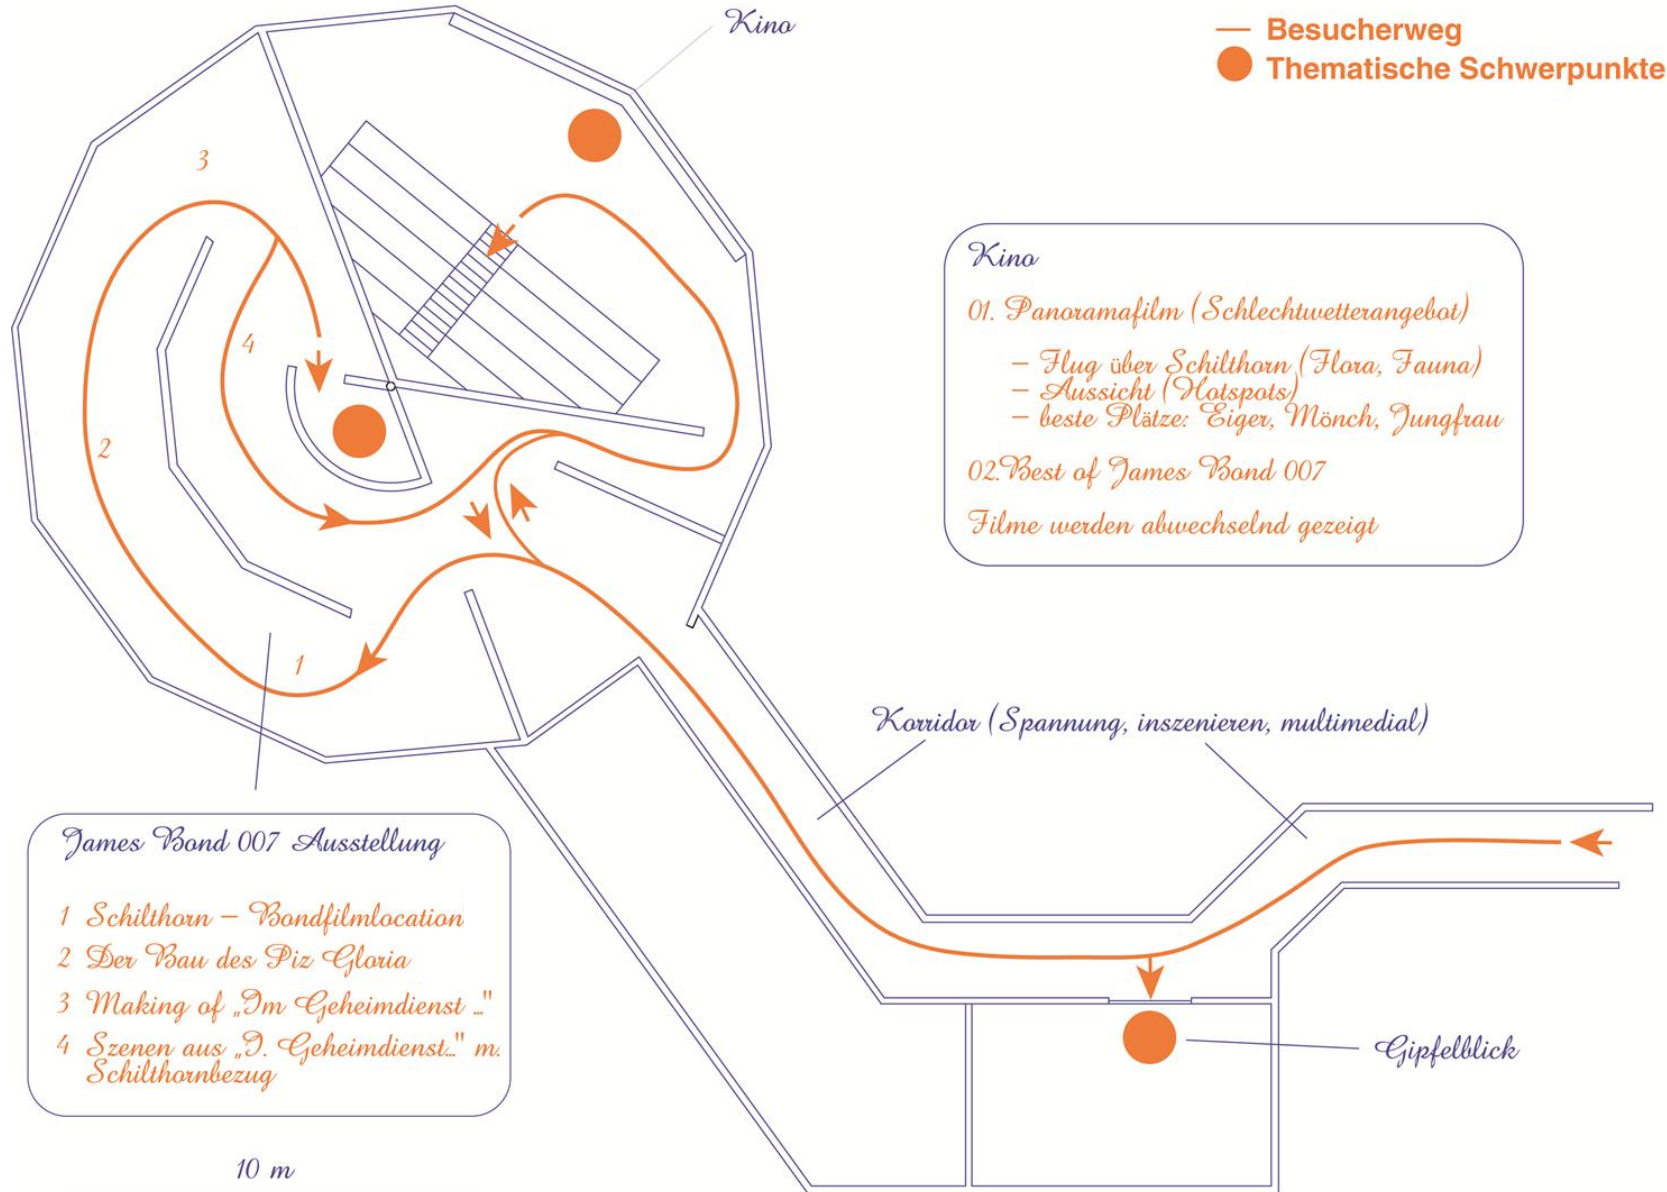 Kino
Besucherweg
Thematische Schwerpunkte
3
4
2
1
Kino
01. Panoramafilm (Schlechtwetterangebot)
– Flug über Schilthorn (Flora, Fauna)
– Aussicht (Hotspots)
– beste Plätze: Eiger, Mönch, Jungfrau
02.Best of James Bond 007
Filme werden abwechselnd gezeigt
Korridor (Spannung, inszenieren, multimedial)
James Bond 007 Ausstellung
1 Schilthorn – Bondfilmlocation
2 Der Bau des Piz Gloria
3 Making of „Im Geheimdienst ..."
4 Szenen aus „I. Geheimdienst..." m.
Schilthornbezug
Gipfelblick
10 m